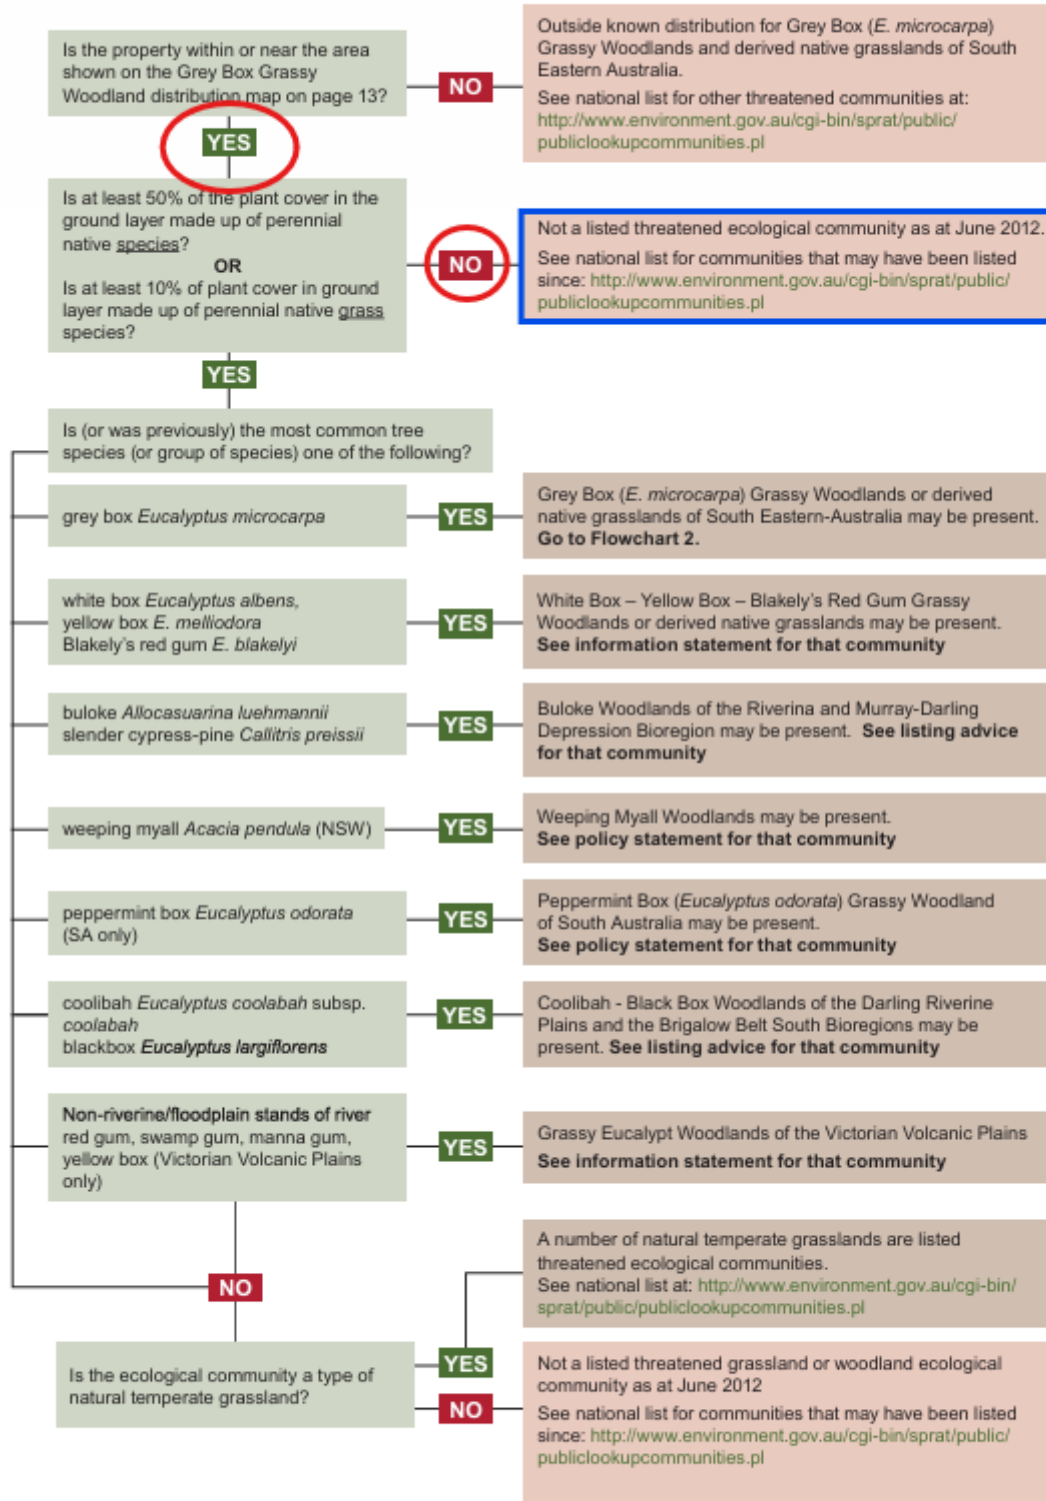 Is the property within or near the area
shown on the Grey Box Grassy
Woodland distribution map on page 13?
NO
Outside known distribution for Grey Box (E. microcarpa)
Grassy Woodlands and derived native grasslands of South
Eastern Australia.
See national list for other threatened communities at:
http://www.environment.gov.au/cgi-bin/sprat/public/
publiclookupcommunities.pl
YES
Is at least 50% of the plant cover in the
ground layer made up of perennial
native species?
OR
Is at least 10% of plant cover in ground
layer made up of perennial native grass
species?
NO
Not a listed threatened ecological community as at June 2012.
See national list for communities that may have been listed
since: http://www.environment.gov.au/cgi-bin/sprat/public/
publiclookupcommunities.pl
YES
Is (or was previously) the most common tree
species (or group of species) one of the following?
grey box Eucalyptus microcarpa
YES
Grey Box (E. microcarpa) Grassy Woodlands or derived
native grasslands of South Eastern-Australia may be present.
Go to Flowchart 2.
white box Eucalyptus albens,
yellow box E. melliodora
Blakely's red gum E. blakelyi
YES
White Box – Yellow Box – Blakely's Red Gum Grassy
Woodlands or derived native grasslands may be present.
See information statement for that community
buloke Allocasuarina luehmannii
slender cypress-pine Callitris preissii
YES
Buloke Woodlands of the Riverina and Murray-Darling
Depression Bioregion may be present. See listing advice
for that community
weeping myall Acacia pendula (NSW)
YES
Weeping Myall Woodlands may be present.
See policy statement for that community
peppermint box Eucalyptus odorata
(SA only)
YES
Peppermint Box (Eucalyptus odorata) Grassy Woodland
of South Australia may be present.
See policy statement for that community
coolibah Eucalyptus coolabah subsp.
coolabah
blackbox Eucalyptus largiflorens
YES
Coolibah - Black Box Woodlands of the Darling Riverine
Plains and the Brigalow Belt South Bioregions may be
present. See listing advice for that community
Non-riverine/floodplain stands of river
red gum, swamp gum, manna gum,
yellow box (Victorian Volcanic Plains
only)
YES
Grassy Eucalypt Woodlands of the Victorian Volcanic Plains
See information statement for that community
NO
A number of natural temperate grasslands are listed
threatened ecological communities.
See national list at: http://www.environment.gov.au/cgi-bin/
sprat/public/publiclookupcommunities.pl
Is the ecological community a type of
natural temperate grassland?
YES
NO
Not a listed threatened grassland or woodland ecological
community as at June 2012
See national list for communities that may have been listed
since: http://www.environment.gov.au/cgi-bin/sprat/public/
publiclookupcommunities.pl